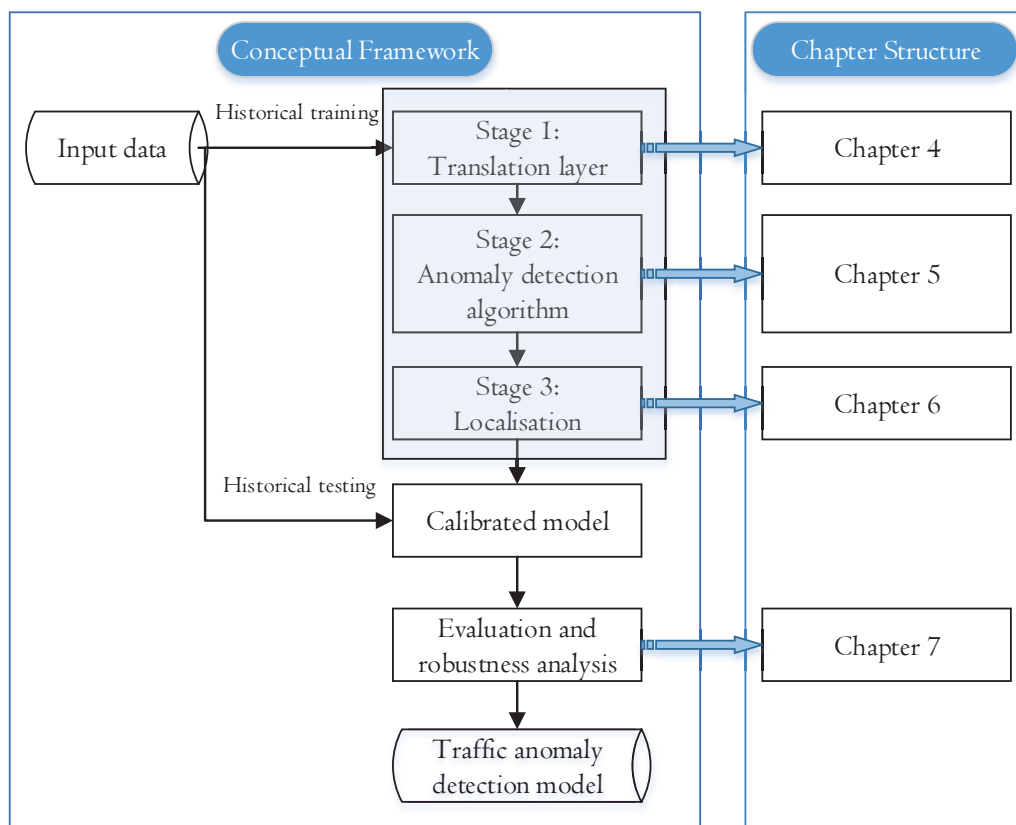 Conceptual Framework
Chapter Structure
Historical training
Input data
Stage 1:
Translation layer
Chapter 4
Stage 2:
Anomaly detection
algorithm
Chapter 5
Stage 3:
Localisation
Chapter 6
Historical testing
Calibrated model
Evaluation and
robustness analysis
Chapter 7
Traffic anomaly
detection model